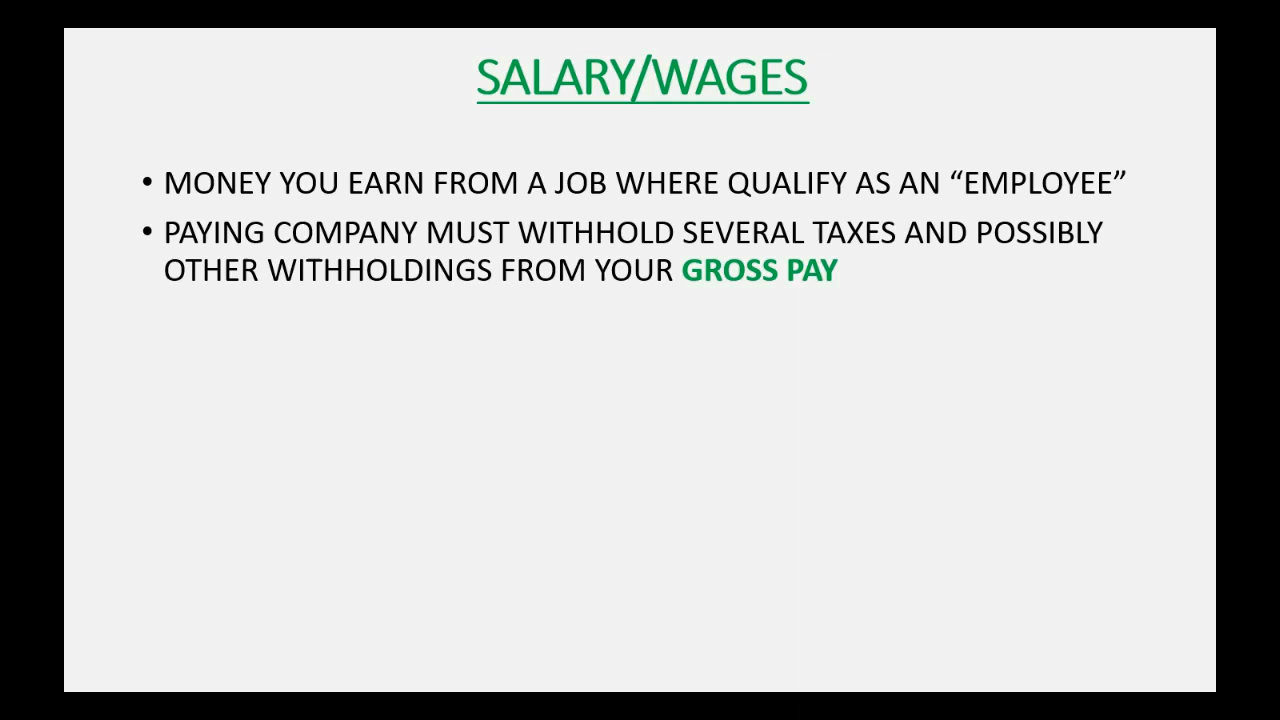 SALARY/WAGES
• MONEY YOU EARN FROM A JOB WHERE QUALIFY AS AN “EMPLOYEE”
• PAYING COMPANY MUST WITHHOLD SEVERAL TAXES AND POSSIBLY
OTHER WITHHOLDINGS FROM YOUR GROSS PAY